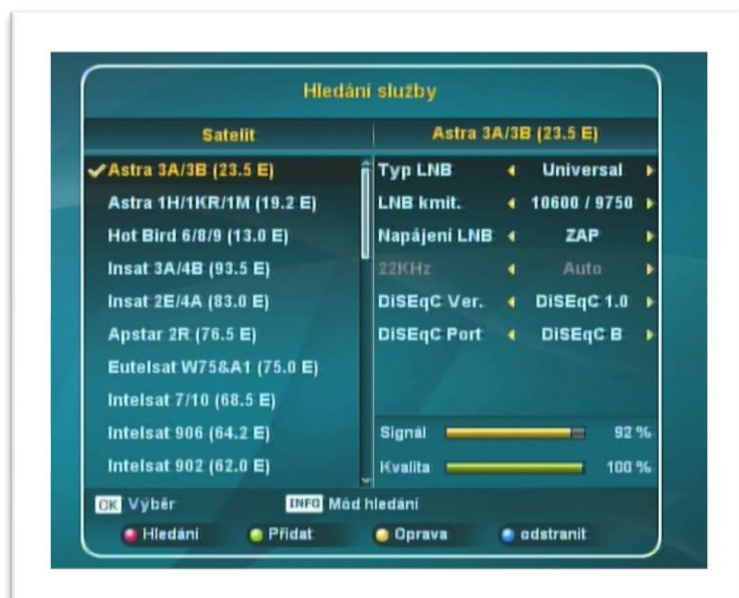 Hledání služby
Satelit
Astra 3A/3B (23.5 E)
Astra 3A/3B (23.5 E)
Astra 1H/1KR/1M (19.2 E)
Hot Bird 6/8/9 (13.0 E)
Insat 3A/4B (93.5 E)
Insat 2E/4A (83.0 E)
Apstar 2R (76.5 E)
Eutelsat W75&A1 (75.0 E)
Intelsat 7/10 (68.5 E)
Intelsat 906 (64.2 E)
Intelsat 902 (62.0 E)
Typ LNB Universal
LNB kmit. 10600 / 9750
Napájení LNB ZAP
22KHz Auto
DiSEqC Ver. DiSEqC 1.0
DiSEqC Port DiSEqC B
Signál 92 %
Kvalita 100 %
OK Výběr INFO Mód hledání
Hledání Přidat Oprava odstranit